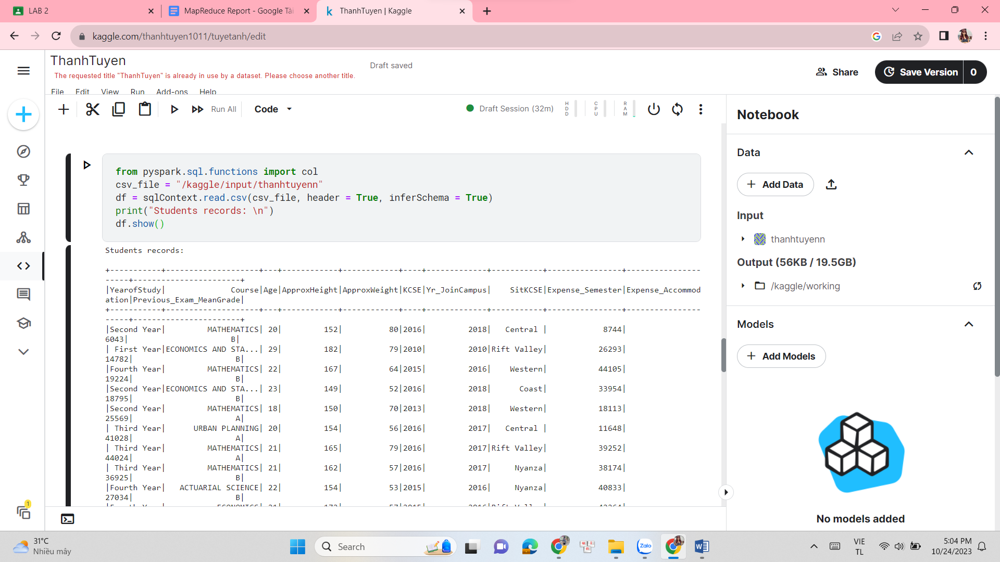 LAB 2
MapReduce Report - Google Tài
ThanhTuyen | Kaggle
kaggle.com/thanhtuyen1011/tuyetanh/edit
ThanhTuyen
Draft saved
The requested title "ThanhTuyen" is already in use by a dataset. Please choose another title.
Share
Save Version
0
File Edit View Run Add-ons Help
Run All
Code
Draft Session (32m)
HDD
CPU
RAM
from pyspark.sql.functions import col
csv_file = "/kaggle/input/thanhtuyenn"
df = sqlContext.read.csv(csv_file, header = True, inferSchema = True)
print("Students records: \n")
df.show()
Students records:
+-----------+--------------------+---+------------+------------+----+-------------+-----------+----------------+----------------
-----+-----------------------+
|YearofStudy|              Course|Age|ApproxHeight|ApproxWeight|KCSE|Yr_JoinCampus|    SitKCSE|Expense_Semester|Expense_Accommod
ation|Previous_Exam_MeanGrade|
+-----------+--------------------+---+------------+------------+----+-------------+-----------+----------------+----------------
-----+-----------------------+
|Second Year|         MATHEMATICS| 20|         152|          80|2016|         2018|   Central |            8744|
6043|                      B|
| First Year|ECONOMICS AND STA...| 29|         182|          79|2010|         2010|Rift Valley|           26293|
14782|                      B|
|Fourth Year|         MATHEMATICS| 22|         167|          64|2015|         2016|    Western|           44105|
19224|                      B|
|Second Year|ECONOMICS AND STA...| 23|         149|          52|2016|         2018|      Coast|           33954|
18795|                      B|
|Second Year|         MATHEMATICS| 18|         150|          70|2013|         2018|    Western|           18113|
25569|                      A|
| Third Year|      URBAN PLANNING| 20|         154|          56|2016|         2017|   Central |           11648|
41028|                      A|
| Third Year|         MATHEMATICS| 21|         165|          79|2016|         2017|Rift Valley|           39252|
44024|                      A|
| Third Year|         MATHEMATICS| 21|         162|          57|2016|         2017|     Nyanza|           38174|
36925|                      B|
|Fourth Year|   ACTUARIAL SCIENCE| 22|         154|          53|2015|         2016|     Nyanza|           40833|
27034|                      B|
Notebook
Data
Add Data
Input
thanhtuyenn
Output (56KB / 19.5GB)
/kaggle/working
Models
Add Models
No models added
1
31°C
Nhiều mây
Search
Zalo
VIE
TL
5:04 PM
10/24/2023